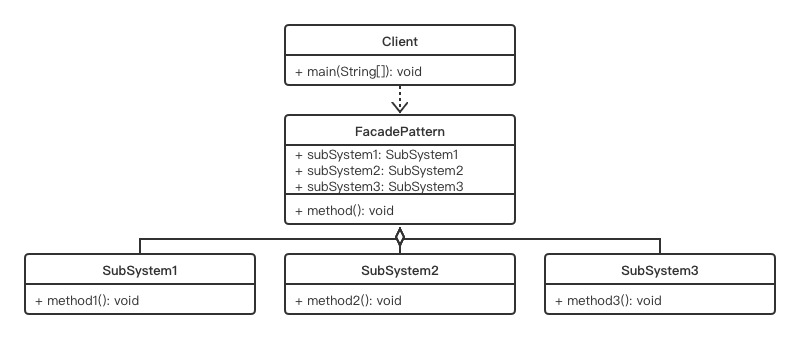 Client
+ main(String[]): void
FacadePattern
+ subSystem1: SubSystem1
+ subSystem2: SubSystem2
+ subSystem3: SubSystem3
+ method(): void
SubSystem1
+ method1(): void
SubSystem2
+ method2(): void
SubSystem3
+ method3(): void